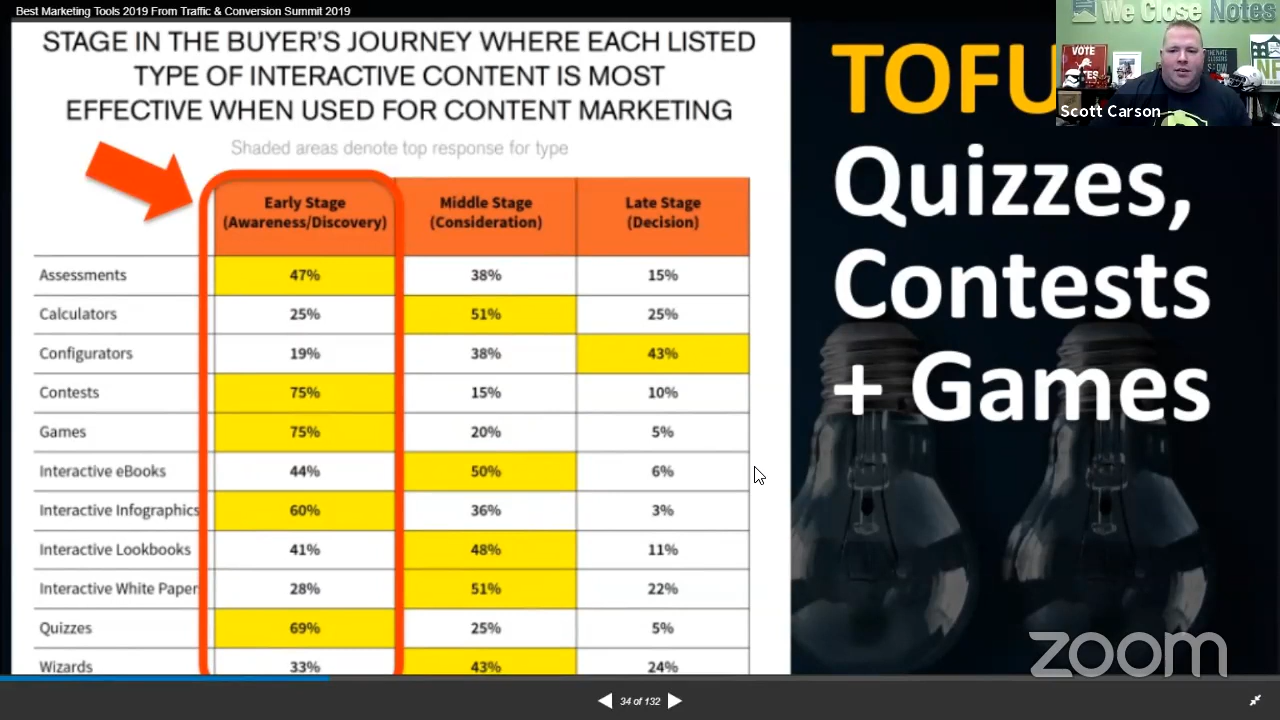 Best Marketing Tools 2019 From Traffic & Conversion Summit 2019
STAGE IN THE BUYER'S JOURNEY WHERE EACH LISTED
TYPE OF INTERACTIVE CONTENT IS MOST
EFFECTIVE WHEN USED FOR CONTENT MARKETING
Shaded areas denote top response for type
Early Stage Middle Stage Late Stage
(Awareness/Discovery) (Consideration) (Decision)
Assessments 47% 38% 15%
Calculators 25% 51% 25%
Configurators 19% 38% 43%
Contests 75% 15% 10%
Games 75% 20% 5%
Interactive eBooks 44% 50% 6%
Interactive Infographics 60% 36% 3%
Interactive Lookbooks 41% 48% 11%
Interactive White Paper 28% 51% 22%
Quizzes 69% 25% 5%
Wizards 33% 43% 24%
TOFU
Quizzes,
Contests
+ Games
We Close Notes
VOTE
Scott Carson
zoom
34 of 132